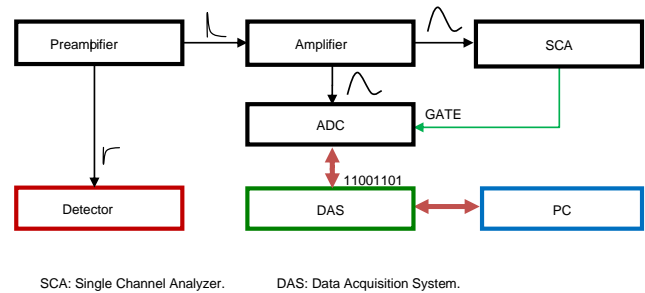 Preamplifier
Amplifier
SCA
ADC
GATE
11001101
Detector
DAS
PC
SCA: Single Channel Analyzer.
DAS: Data Acquisition System.